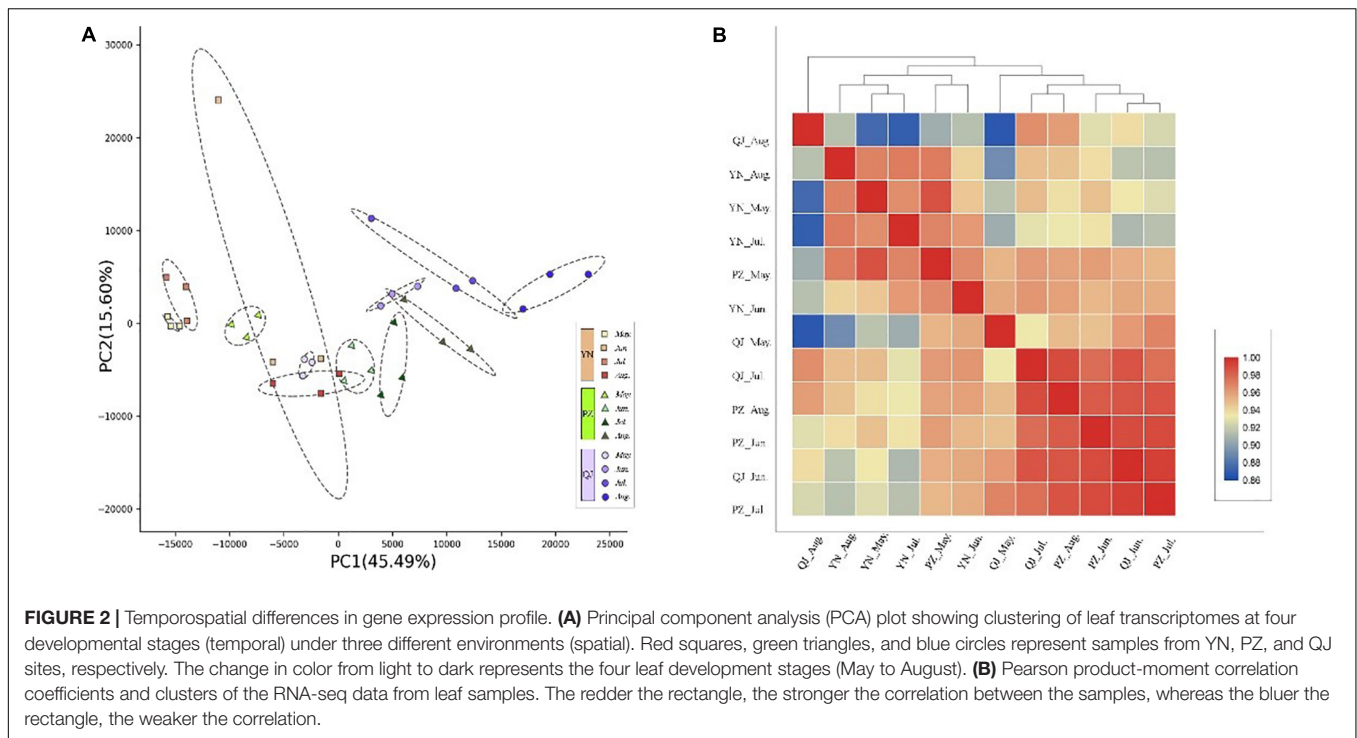 A
B
30000
20000
10000
0
−10000
−20000
PC2(15.60%)
−15000 −10000 −5000 0 5000 10000 15000 20000 25000
PC1(45.49%)
YN
May.
Jun.
Jul.
Aug.
PZ
May.
Jun.
Jul.
Aug.
QJ
May.
Jun.
Jul.
Aug.
QJ_Aug.
YN_Aug.
YN_May.
YN_Jul.
PZ_May.
YN_Jun
QJ_May.
QJ_Jul.
PZ_Aug.
PZ_Jun.
QJ_Jun.
PZ_Jul
QJ_Aug. YN_Aug. YN_May. YN_Jul. PZ_May. YN_Jun. QJ_May. QJ_Jul. PZ_Aug. PZ_Jun. QJ_Jun. PZ_Jul.
1.00
0.98
0.96
0.94
0.92
0.90
0.88
0.86
FIGURE 2 | Temporospatial differences in gene expression profile. (A) Principal component analysis (PCA) plot showing clustering of leaf transcriptomes at four
developmental stages (temporal) under three different environments (spatial). Red squares, green triangles, and blue circles represent samples from YN, PZ, and QJ
sites, respectively. The change in color from light to dark represents the four leaf development stages (May to August). (B) Pearson product-moment correlation
coefficients and clusters of the RNA-seq data from leaf samples. The redder the rectangle, the stronger the correlation between the samples, whereas the bluer the
rectangle, the weaker the correlation.